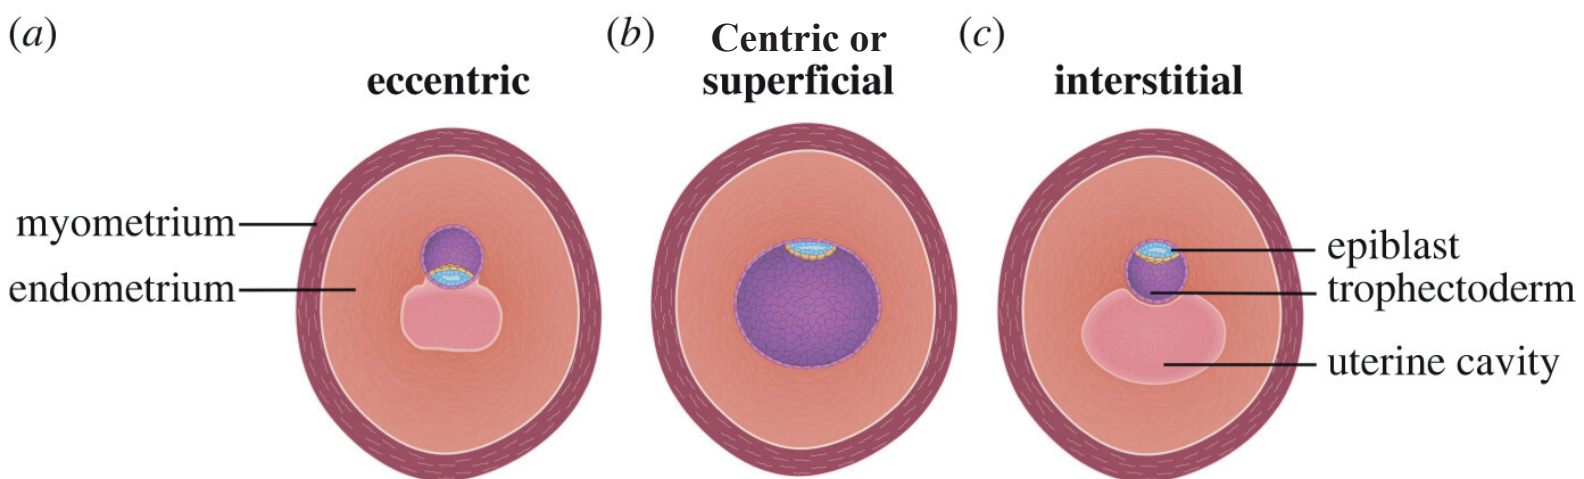 (a)
eccentric
(b)
Centric or
superficial
(c)
interstitial
myometrium
endometrium
epiblast
trophectoderm
uterine cavity